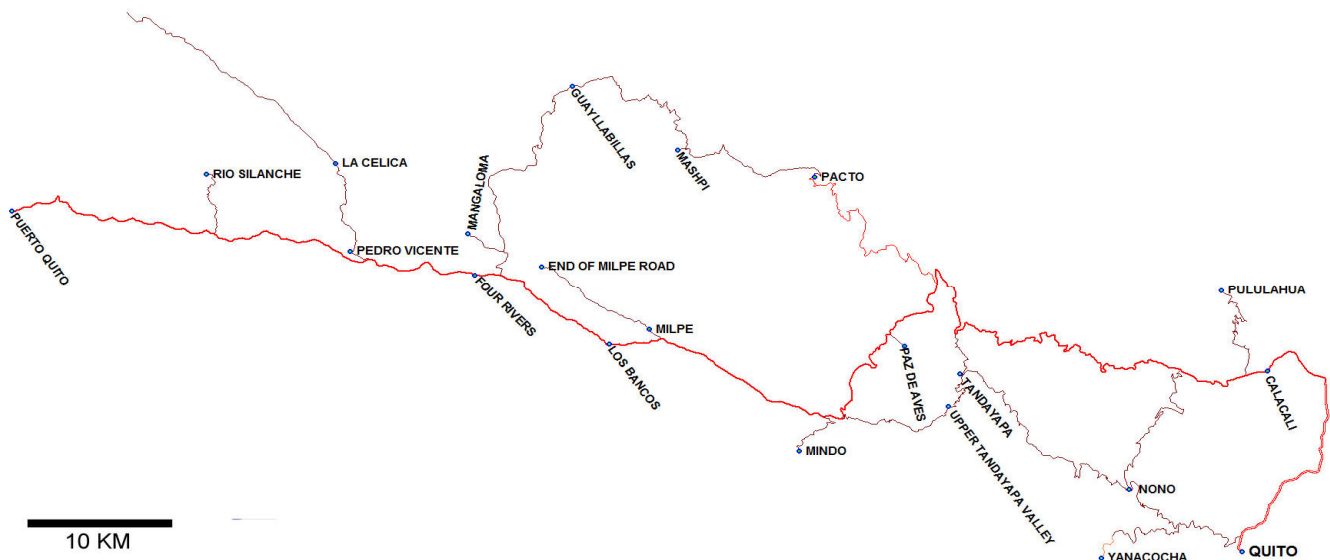 GUAYLLABILLAS
MASHPI
LA CELICA
RIO SILANCHE
PACTO
PUERTO QUITO
MANGALOMA
PEDRO VICENTE
END OF MILPE ROAD
FOUR RIVERS
PULULAHUA
MILPE
LOS BANCOS
PAZ DE AVES
TANDAYAPA
CALACALI
UPPER TANDAYAPA VALLEY
MINDO
NONO
10 KM
YANACOCHA
QUITO